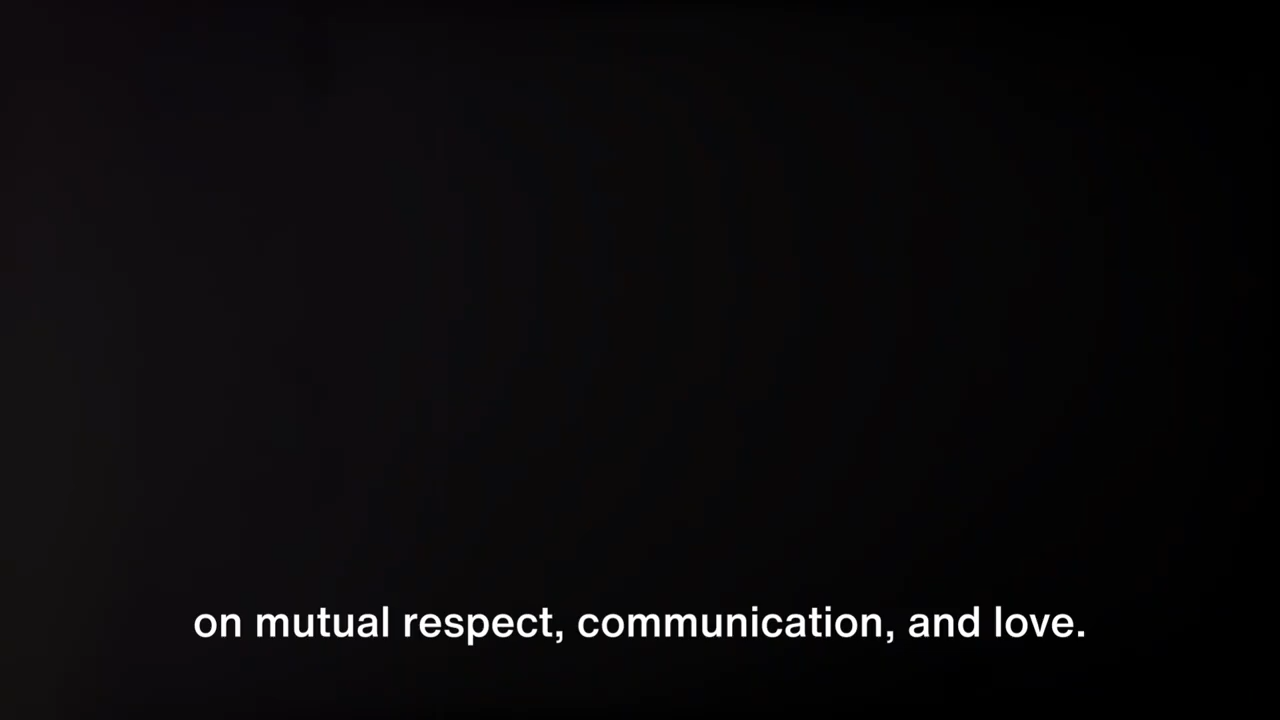 on mutual respect, communication, and love.